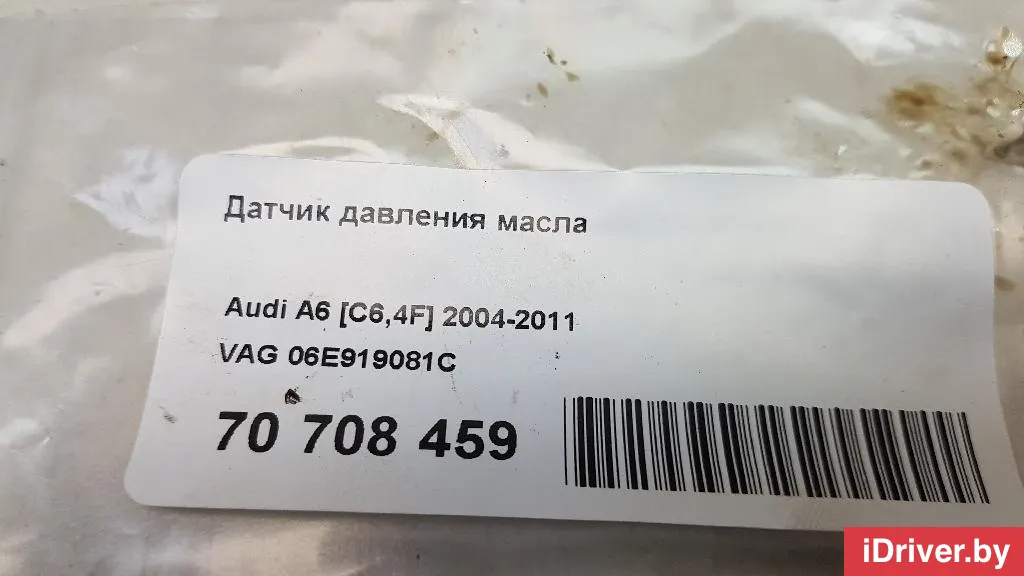 Датчик давления масла
Audi A6 [C6,4F] 2004-2011
VAG 06E919081C
70 708 459
iDriver.by